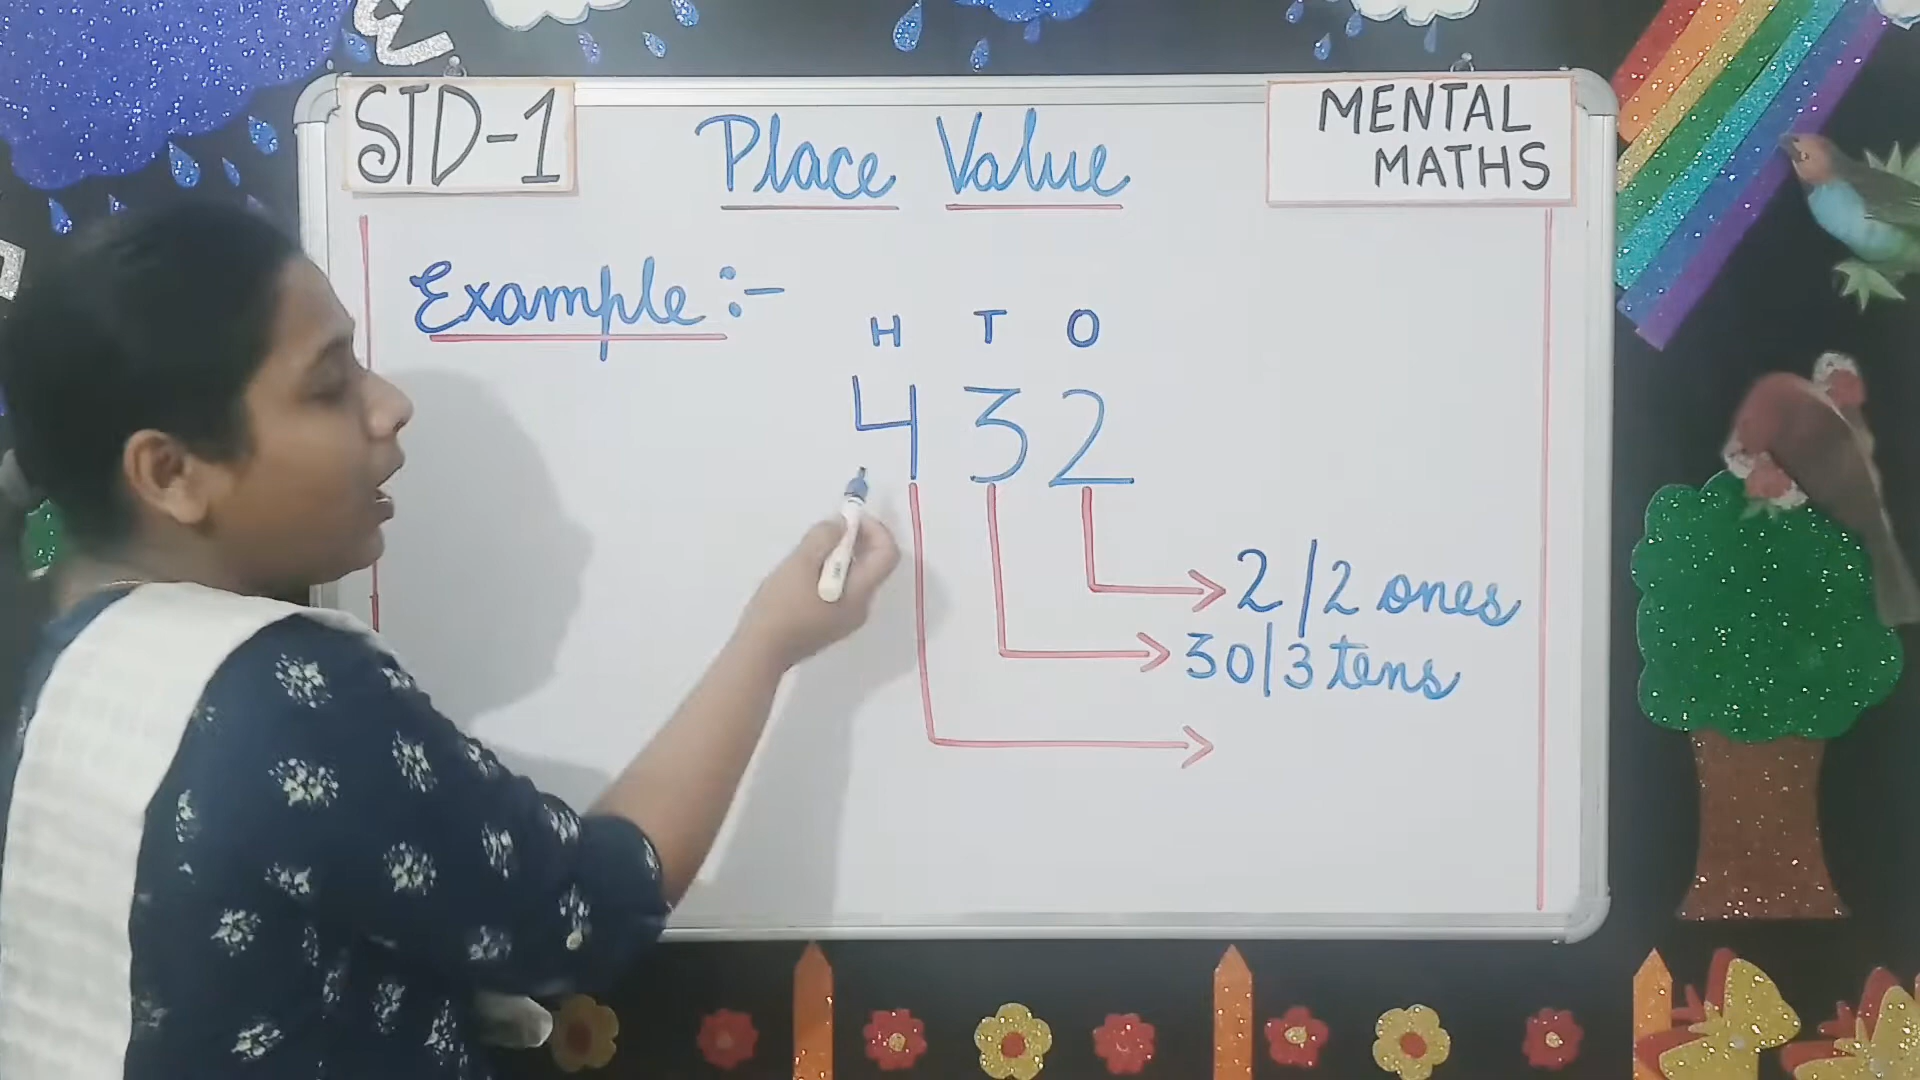 STD-1
Place Value
MENTAL
MATHS
Example:-
H T O
4 3 2
2/2 ones
30/3 tens